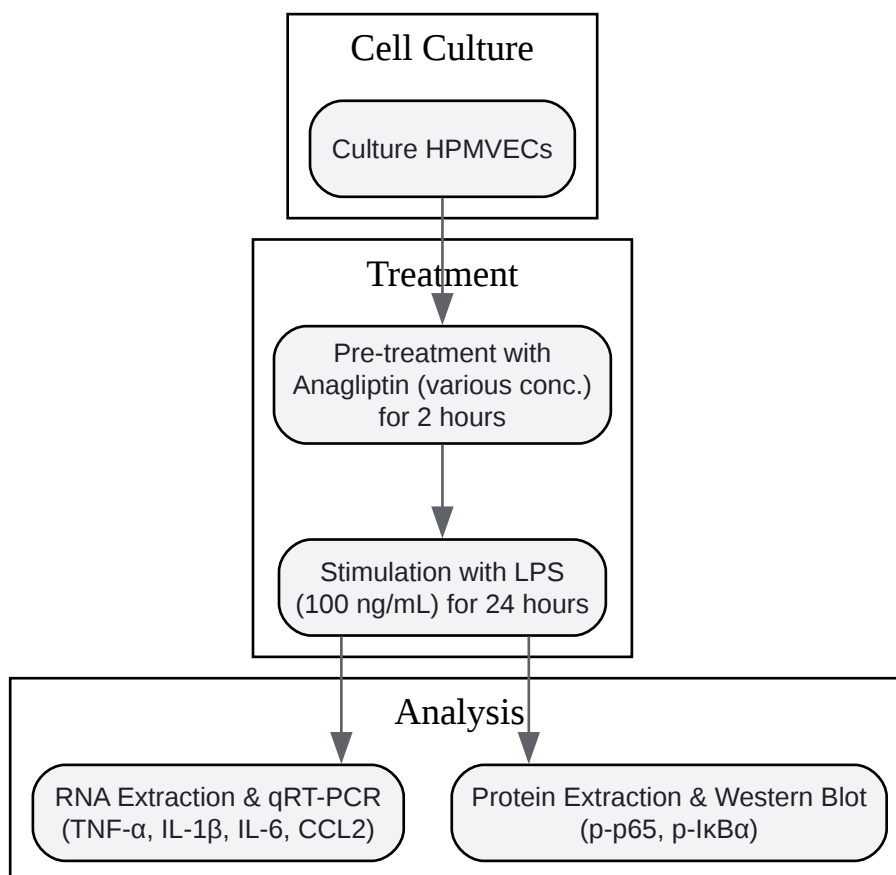 Cell Culture
Culture HPMVECs
Treatment
Pre-treatment with
Anagliptin (various conc.)
for 2 hours
Stimulation with LPS
(100 ng/mL) for 24 hours
Analysis
RNA Extraction & qRT-PCR
(TNF-α, IL-1β, IL-6, CCL2)
Protein Extraction & Western Blot
(p-p65, p-IκBα)